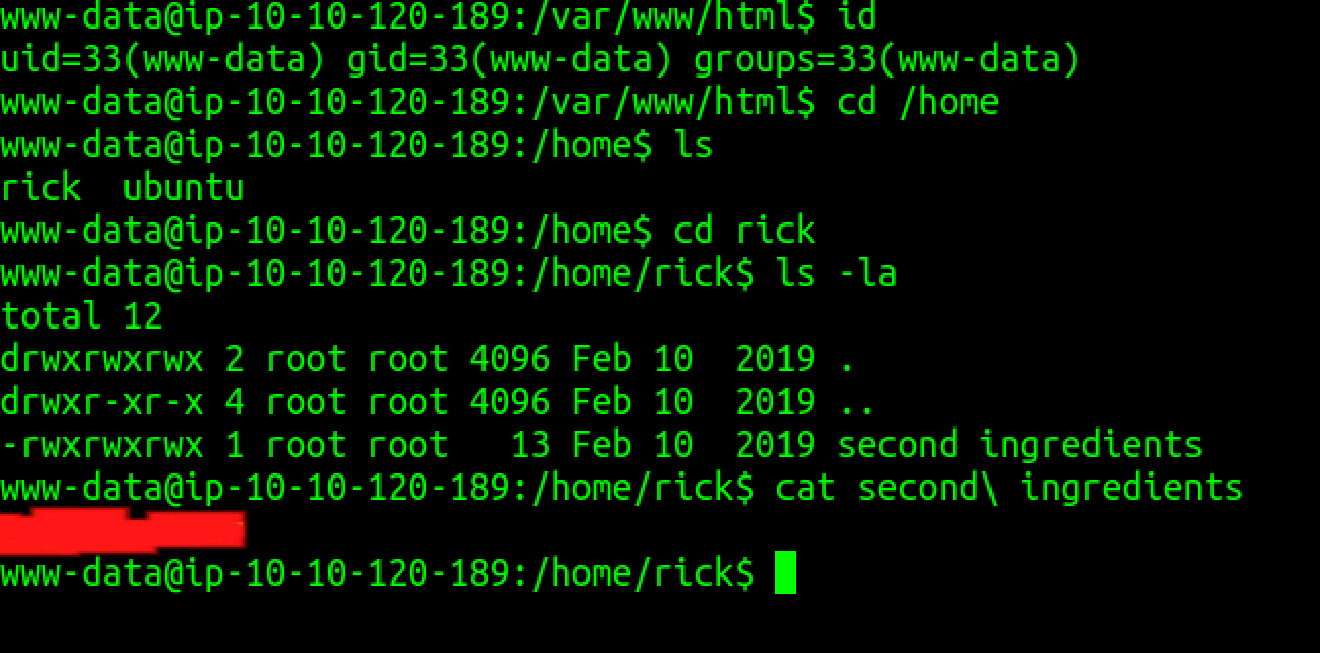 www-data@ip-10-10-120-189:/var/www/html$ id
uid=33(www-data) gid=33(www-data) groups=33(www-data)
www-data@ip-10-10-120-189:/var/www/html$ cd /home
www-data@ip-10-10-120-189:/home$ ls
rick  ubuntu
www-data@ip-10-10-120-189:/home$ cd rick
www-data@ip-10-10-120-189:/home/rick$ ls -la
total 12
drwxrwxrwx 2 root root 4096 Feb 10  2019 .
drwxr-xr-x 4 root root 4096 Feb 10  2019 ..
-rwxrwxrwx 1 root root   13 Feb 10  2019 second ingredients
www-data@ip-10-10-120-189:/home/rick$ cat second\ ingredients
www-data@ip-10-10-120-189:/home/rick$